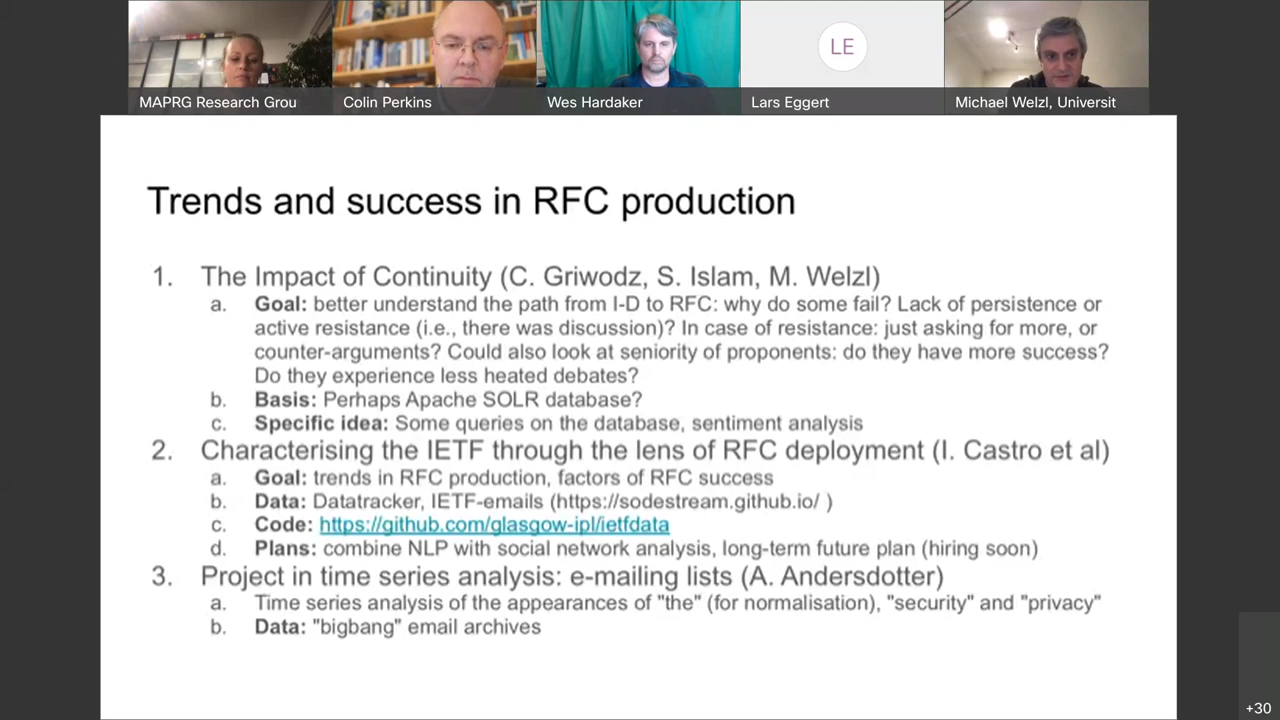 LE
MAPRG Research Grou
Colin Perkins
Wes Hardaker
Lars Eggert
Michael Welzl, Universit
Trends and success in RFC production
1. The Impact of Continuity (C. Griwodz, S. Islam, M. Welzl)
a. Goal: better understand the path from I-D to RFC: why do some fail? Lack of persistence or
active resistance (i.e., there was discussion)? In case of resistance: just asking for more, or
counter-arguments? Could also look at seniority of proponents: do they have more success?
Do they experience less heated debates?
b. Basis: Perhaps Apache SOLR database?
c. Specific idea: Some queries on the database, sentiment analysis
2. Characterising the IETF through the lens of RFC deployment (I. Castro et al)
a. Goal: trends in RFC production, factors of RFC success
b. Data: Datatracker, IETF-emails (https://sodestream.github.io/ )
c. Code: https://github.com/glasgow-ipl/ietfdata
d. Plans: combine NLP with social network analysis, long-term future plan (hiring soon)
3. Project in time series analysis: e-mailing lists (A. Andersdotter)
a. Time series analysis of the appearances of "the" (for normalisation), "security" and "privacy"
b. Data: "bigbang" email archives
+30